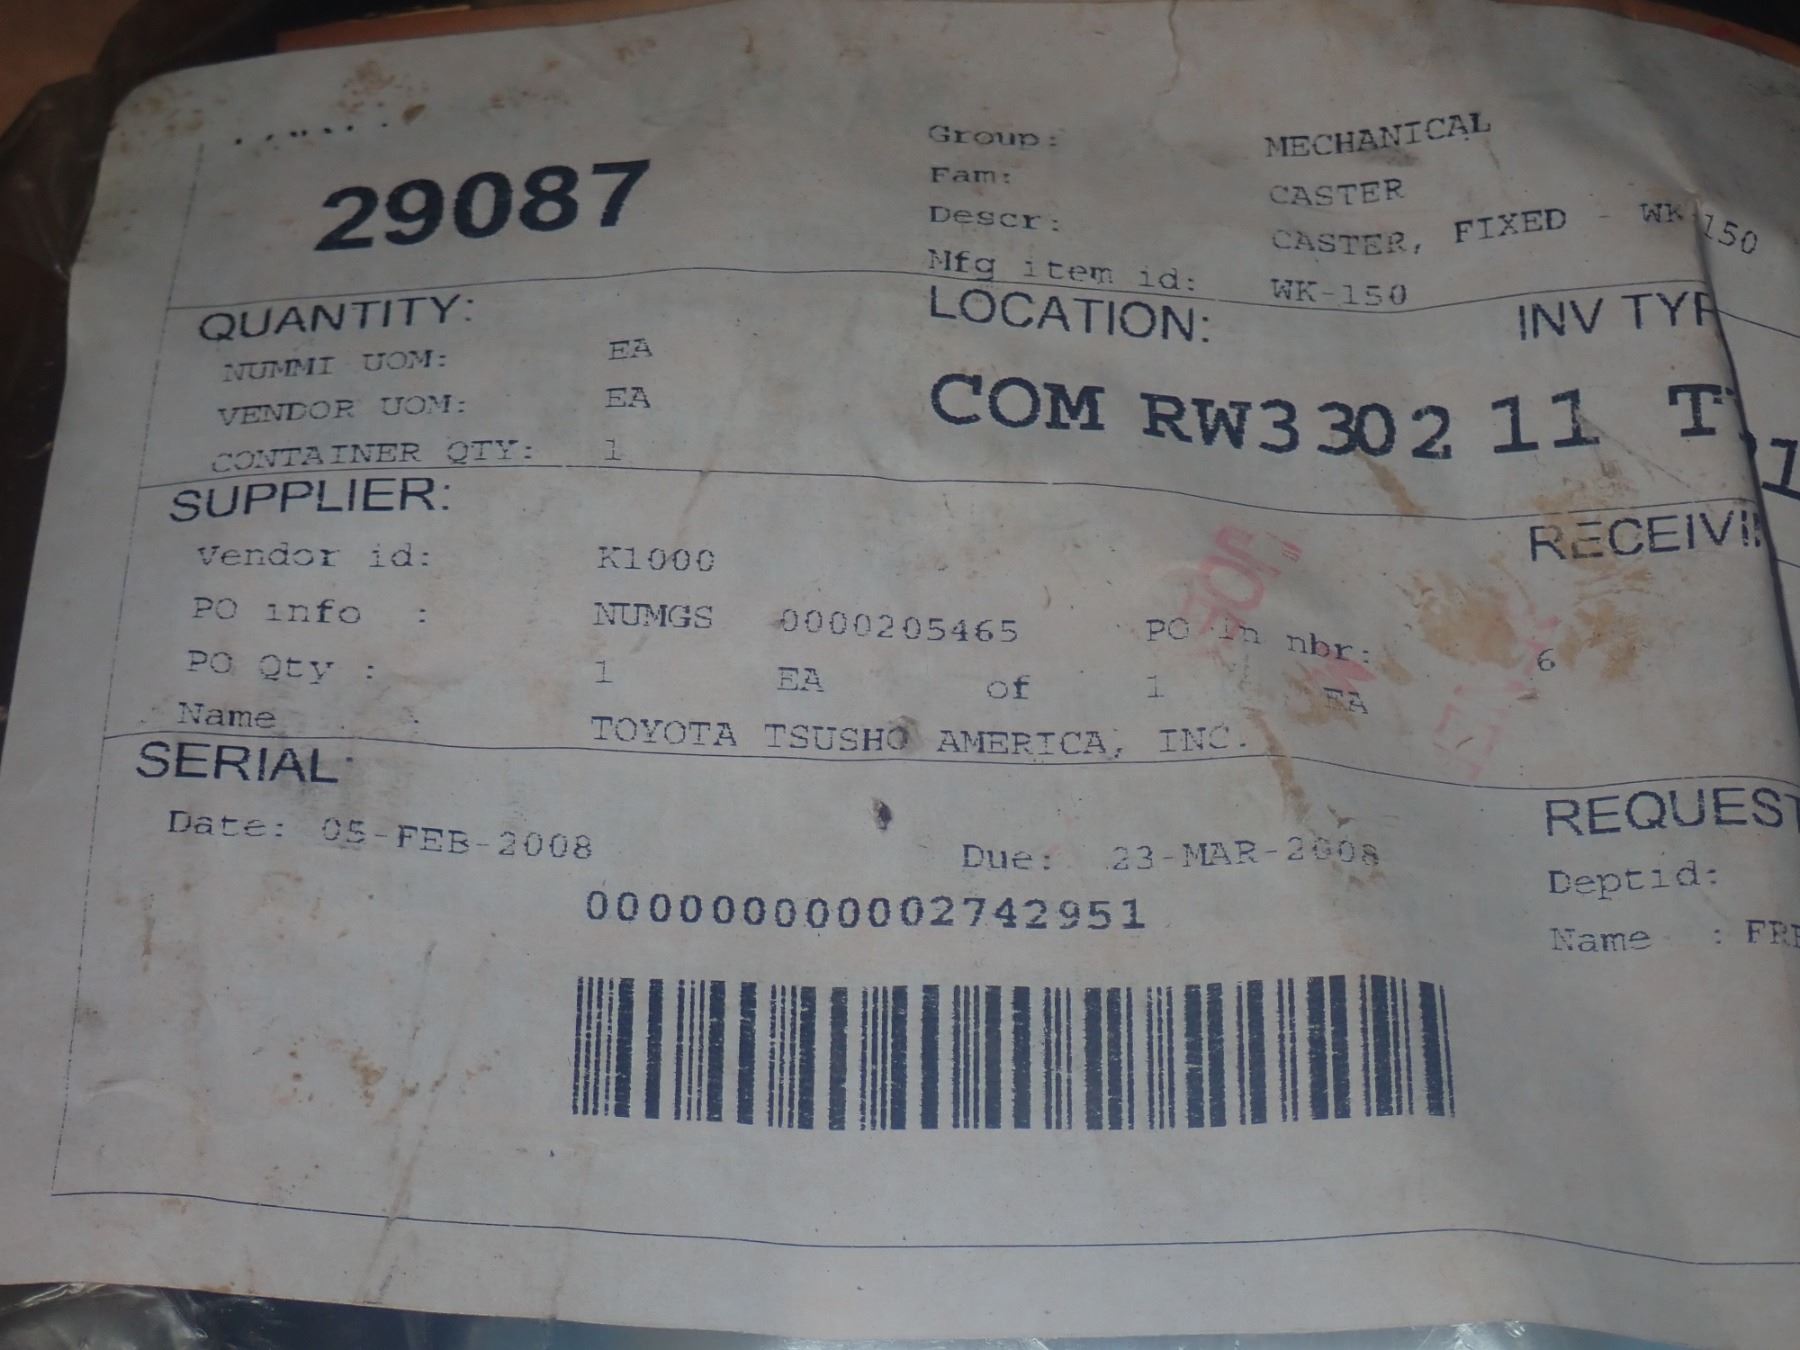 29087
Group: MECHANICAL
Fam: CASTER
Descr: CASTER, FIXED - WK-150
Mfg item id: WK-150
QUANTITY:
NUMMI UOM: EA
VENDOR UOM: EA
CONTAINER QTY: 1
LOCATION: INV TYP
COM RW3 302 11 T
SUPPLIER: RECEIVI
Vendor id: K1000
PO info : NUMGS 0000205465 PO ln nbr: 6
PO Qty : 1 EA of 1 EA
Name : TOYOTA TSUSHO AMERICA, INC.
SERIAL
Date: 05-FEB-2008 Due: 23-MAR-2008
000000000002742951
REQUEST
Deptid:
Name : FRE